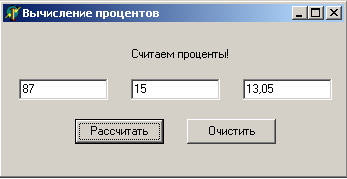 Вычисление процентов
Считаем проценты!
87 15 13,05
Рассчитать Очистить